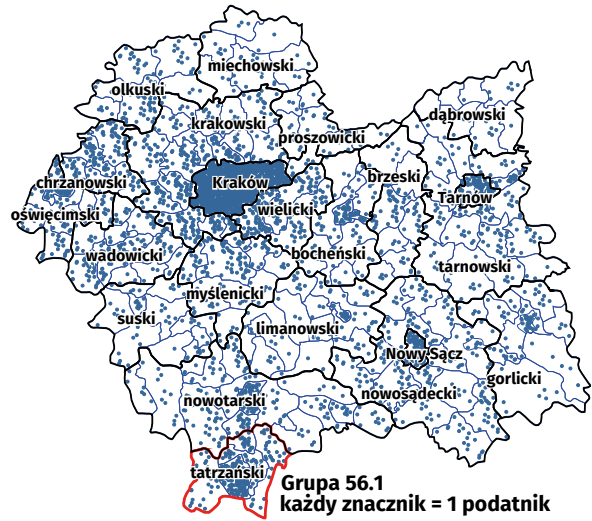 miechowski
olkuski
krakowski
dąbrowski
proszowicki
chrzanowski
Kraków
brzeski
Tarnów
oświęcimski
wielicki
wadowicki
bocheński
tarnowski
myślenicki
suski
limanowski
Nowy Sącz
gorlicki
nowotarski
nowosądecki
tatrzański
Grupa 56.1
każdy znacznik = 1 podatnik